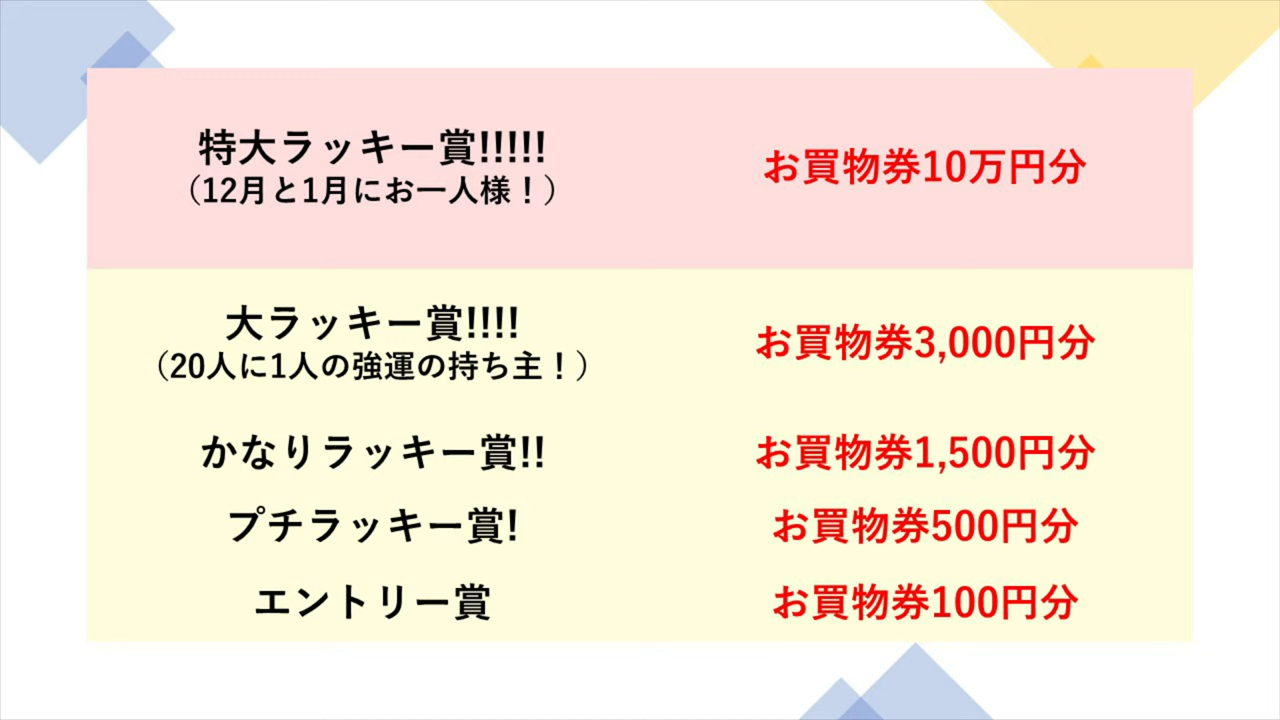 特大ラッキー賞!!!!!
（12月と1月にお一人様！）
お買物券10万円分
大ラッキー賞!!!!
（20人に1人の強運の持ち主！）
お買物券3,000円分
かなりラッキー賞!!
お買物券1,500円分
プチラッキー賞!
お買物券500円分
エントリー賞
お買物券100円分